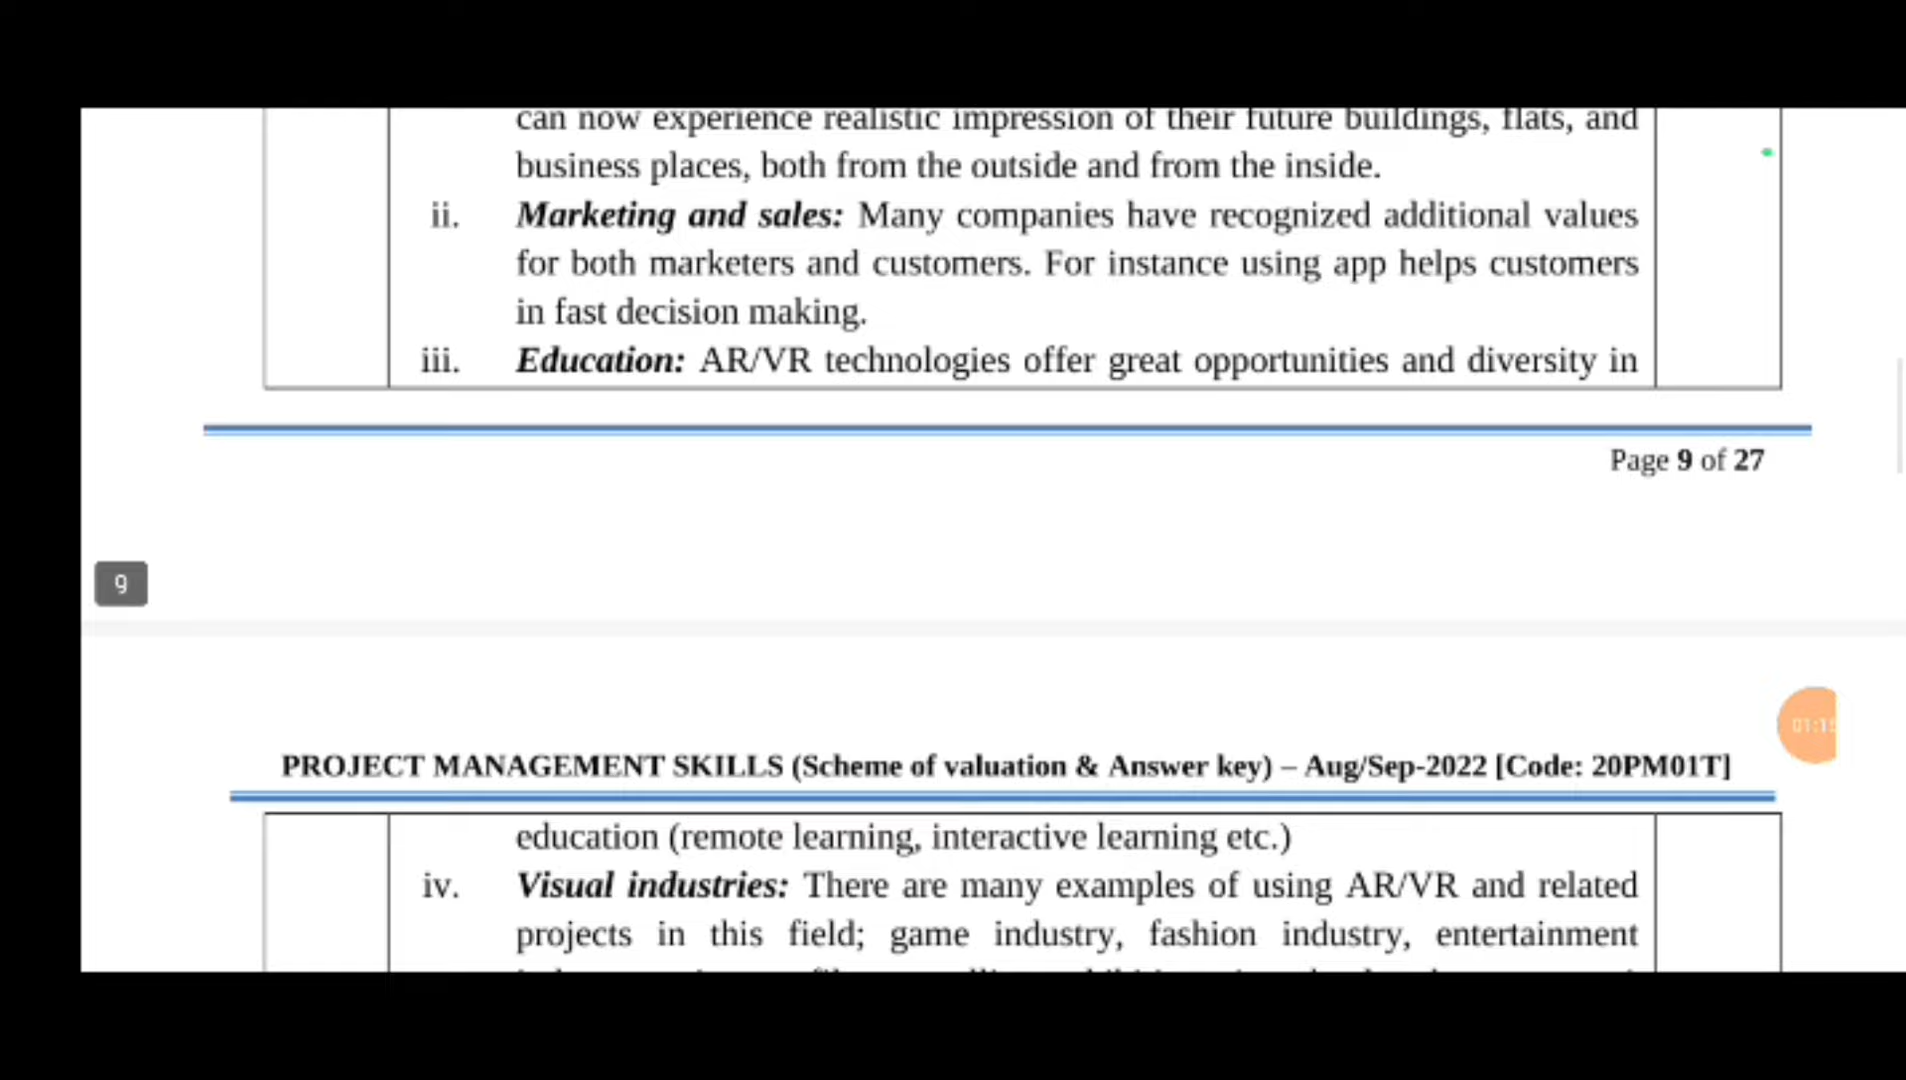 can now experience realistic impression of their future buildings, flats, and
business places, both from the outside and from the inside.
ii. Marketing and sales: Many companies have recognized additional values
for both marketers and customers. For instance using app helps customers
in fast decision making.
iii. Education: AR/VR technologies offer great opportunities and diversity in
Page 9 of 27
9
01:15
PROJECT MANAGEMENT SKILLS (Scheme of valuation & Answer key) – Aug/Sep-2022 [Code: 20PM01T]
education (remote learning, interactive learning etc.)
iv. Visual industries: There are many examples of using AR/VR and related
projects in this field; game industry, fashion industry, entertainment